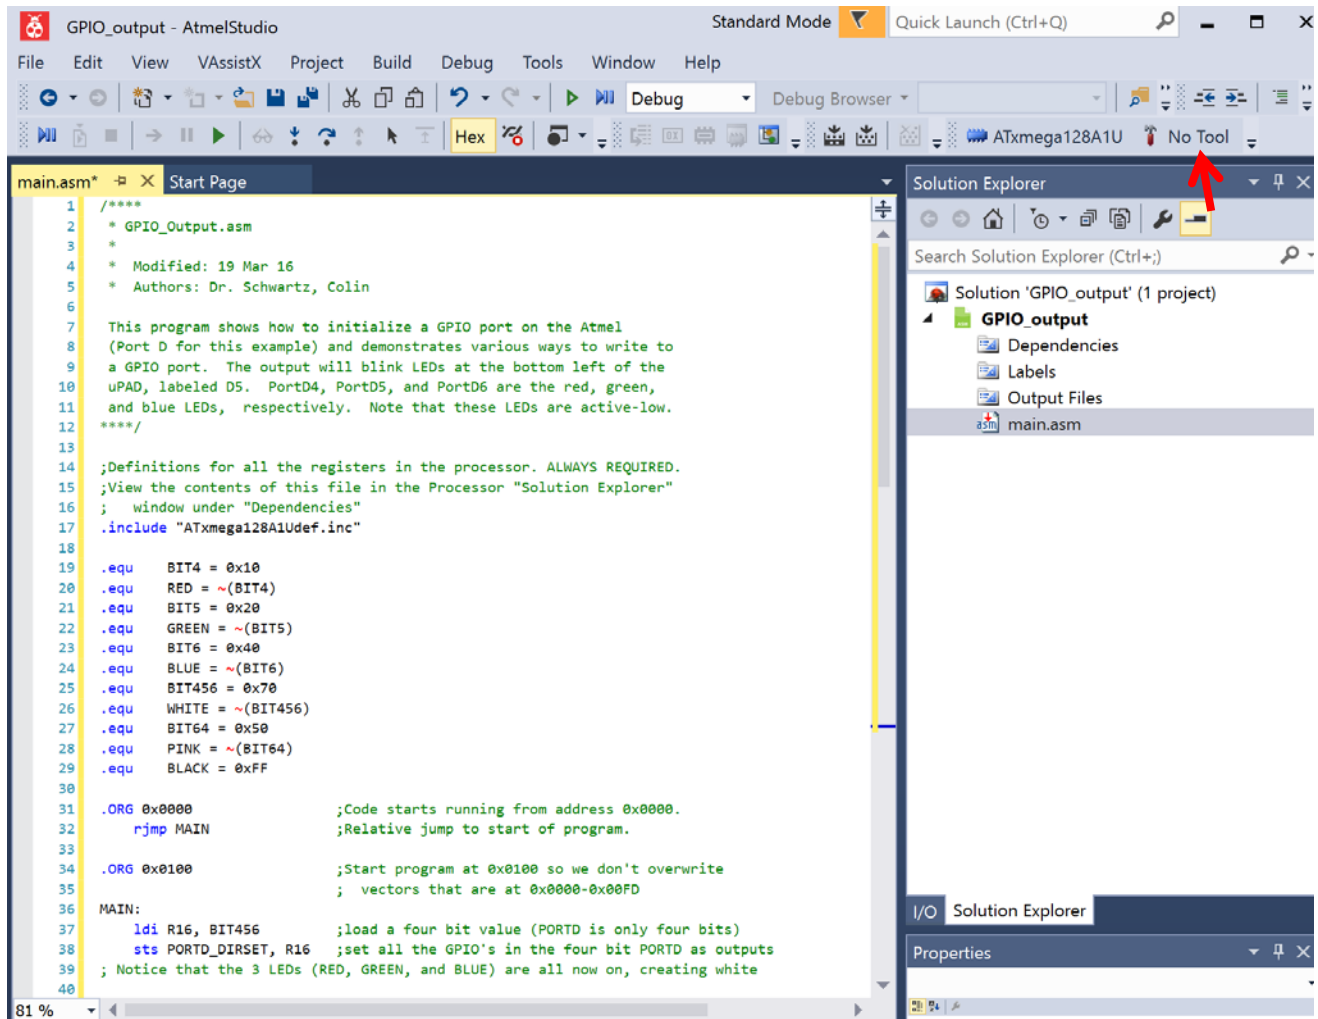 GPIO_output - AtmelStudio
Standard Mode
Quick Launch (Ctrl+Q)
File Edit View VAssistX Project Build Debug Tools Window Help
Debug
Debug Browser
Hex
ATxmega128A1U
No Tool
main.asm*
Start Page
1 /****
2 * GPIO_Output.asm
3 *
4 * Modified: 19 Mar 16
5 * Authors: Dr. Schwartz, Colin
6
7 This program shows how to initialize a GPIO port on the Atmel
8 (Port D for this example) and demonstrates various ways to write to
9 a GPIO port. The output will blink LEDs at the bottom left of the
10 uPAD, labeled D5. PortD4, PortD5, and PortD6 are the red, green,
11 and blue LEDs, respectively. Note that these LEDs are active-low.
12 ****/
13
14 ;Definitions for all the registers in the processor. ALWAYS REQUIRED.
15 ;View the contents of this file in the Processor "Solution Explorer"
16 ; window under "Dependencies"
17 .include "ATxmega128A1Udef.inc"
18
19 .equ BIT4 = 0x10
20 .equ RED = ~(BIT4)
21 .equ BIT5 = 0x20
22 .equ GREEN = ~(BIT5)
23 .equ BIT6 = 0x40
24 .equ BLUE = ~(BIT6)
25 .equ BIT456 = 0x70
26 .equ WHITE = ~(BIT456)
27 .equ BIT64 = 0x50
28 .equ PINK = ~(BIT64)
29 .equ BLACK = 0xFF
30
31 .ORG 0x0000 ;Code starts running from address 0x0000.
32 rjmp MAIN ;Relative jump to start of program.
33
34 .ORG 0x0100 ;Start program at 0x0100 so we don't overwrite
35 ; vectors that are at 0x0000-0x00FD
36 MAIN:
37 ldi R16, BIT456 ;load a four bit value (PORTD is only four bits)
38 sts PORTD_DIRSET, R16 ;set all the GPIO's in the four bit PORTD as outputs
39 ; Notice that the 3 LEDs (RED, GREEN, and BLUE) are all now on, creating white
40
81 %
Solution Explorer
Search Solution Explorer (Ctrl+;)
Solution 'GPIO_output' (1 project)
GPIO_output
Dependencies
Labels
Output Files
asm main.asm
I/O Solution Explorer
Properties